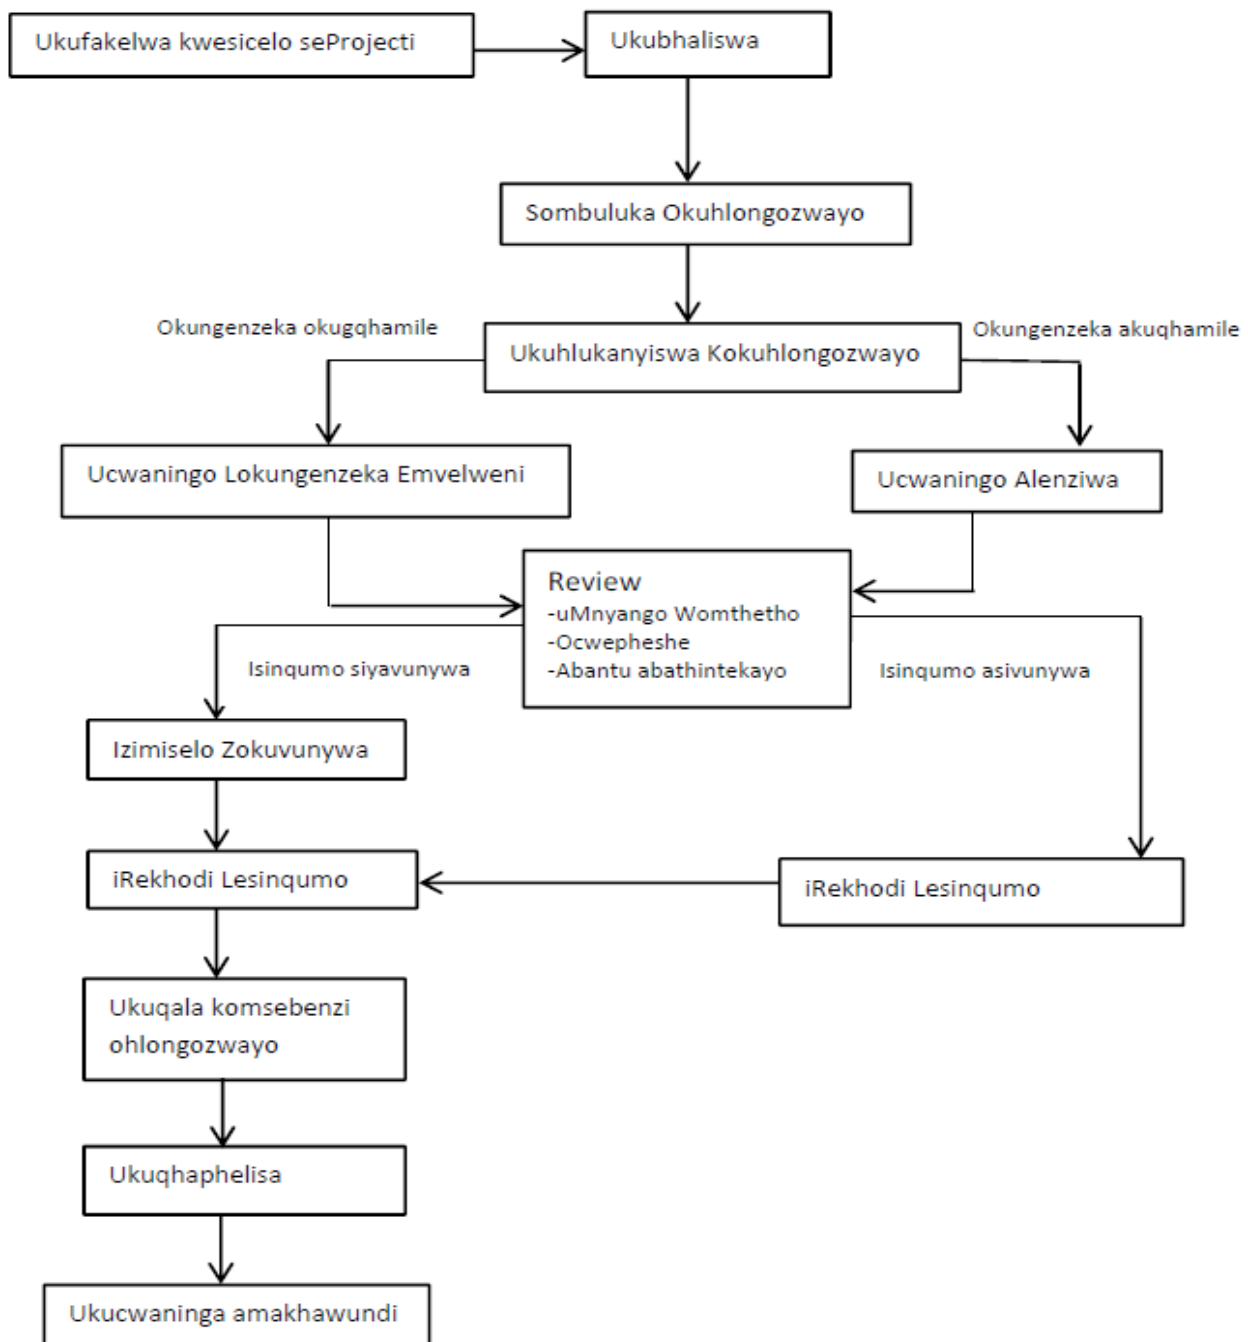 Ukufakelwa kwesicelo seProjecti
Ukubhaliswa
Sombuluka Okuhlongozwayo
Okungenzeka okugqhamile
Okungenzeka akuqhamile
Ukuhlukanyiswa Kokuhlongozwayo
Ucwaningo Lokungenzeka Emvelweni
Ucwaningo Alenziwa
Review
-uMnyango Womthetho
-Ocwepheshe
-Abantu abathintekayo
Isinqumo siyavunywa
Isinqumo asivunywa
Izimiselo Zokuvunywa
iRekhodi Lesinqumo
iRekhodi Lesinqumo
Ukuqala komsebenzi
ohlongozwayo
Ukuqhaphelisa
Ukucwaninga amakhawundi